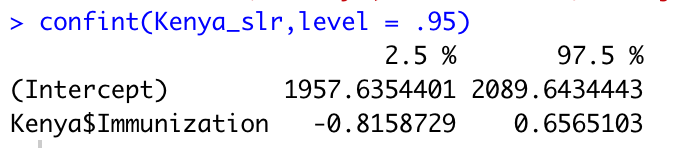 > confint(Kenya_slr,level = .95)
2.5 % 97.5 %
(Intercept) 1957.6354401 2089.6434443
Kenya$Immunization -0.8158729 0.6565103